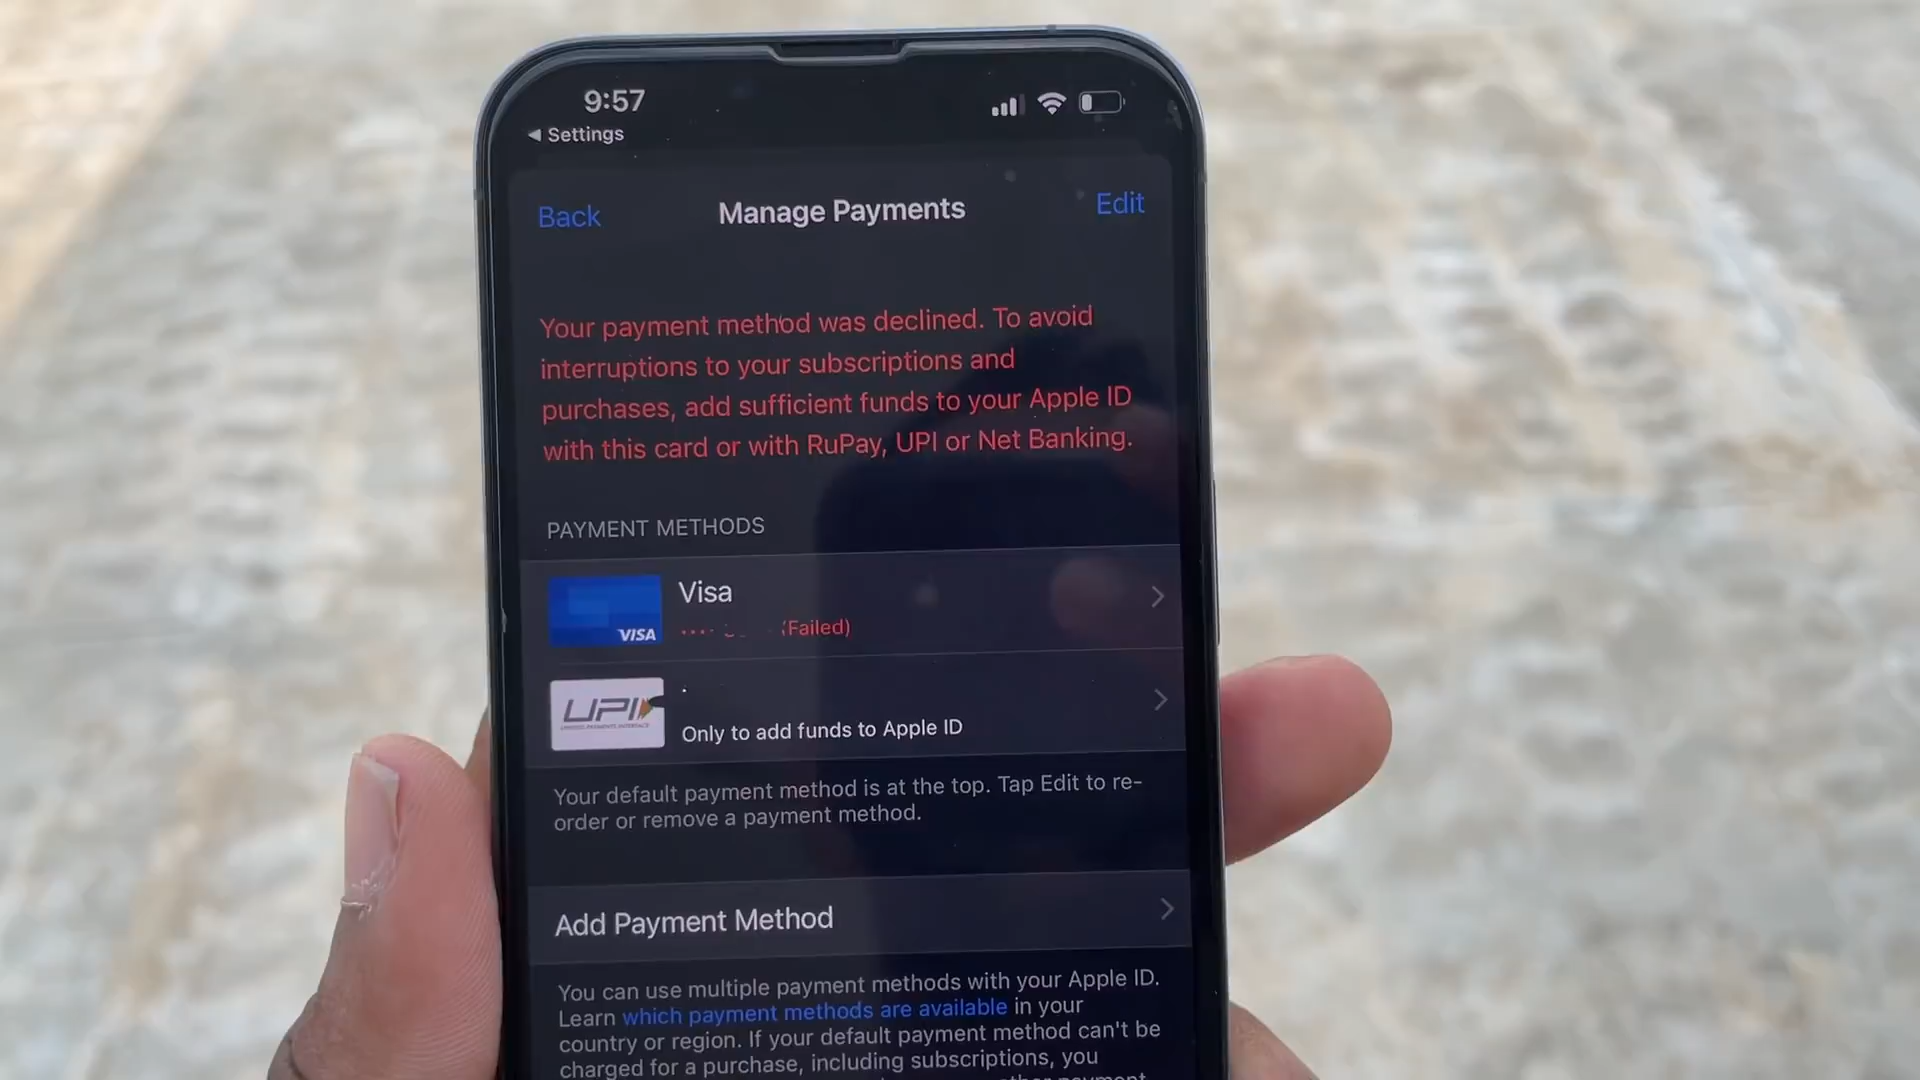 9:57
◀ Settings
Back
Manage Payments
Edit
Your payment method was declined. To avoid
interruptions to your subscriptions and
purchases, add sufficient funds to your Apple ID
with this card or with RuPay, UPI or Net Banking.
PAYMENT METHODS
VISA
Visa
(Failed)
UPI
Only to add funds to Apple ID
Your default payment method is at the top. Tap Edit to re-
order or remove a payment method.
Add Payment Method
You can use multiple payment methods with your Apple ID.
Learn which payment methods are available in your
country or region. If your default payment method can't be
charged for a purchase, including subscriptions, you